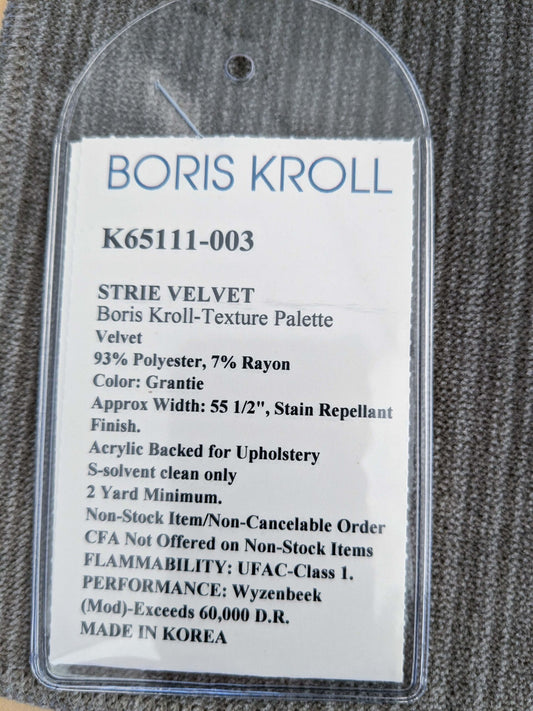 BORIS KROLL
K65111-003
STRIE VELVET
Boris Kroll-Texture Palette
Velvet
93% Polyester, 7% Rayon
Color: Grantie
Approx Width: 55 1/2", Stain Repellant
Finish.
Acrylic Backed for Upholstery
S-solvent clean only
2 Yard Minimum.
Non-Stock Item/Non-Cancelable Order
CFA Not Offered on Non-Stock Items
FLAMMABILITY: UFAC-Class 1.
PERFORMANCE: Wyzenbeek
(Mod)-Exceeds 60,000 D.R.
MADE IN KOREA